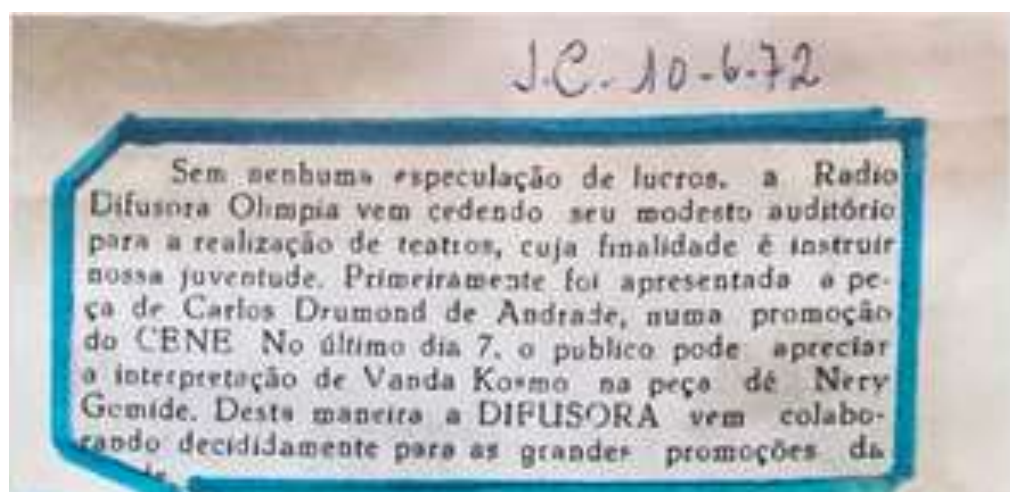 J.C. 10-6-72
Sem nenhuma especulação de lucros. a Radio
Difusora Olimpia vem cedendo seu modesto auditório
para a realização de teatros, cuja finalidade é instruir
nossa juventude. Primeiramente foi apresentada a pe-
ça de Carlos Drumond de Andrade, numa promoção
do CENE No último dia 7. o publico pode apreciar
a interpretação de Vanda Kosmo na peça dé Nery
Gomide. Desta maneira a DIFUSORA vem colabo-
rando decididamente para as grandes promoções da